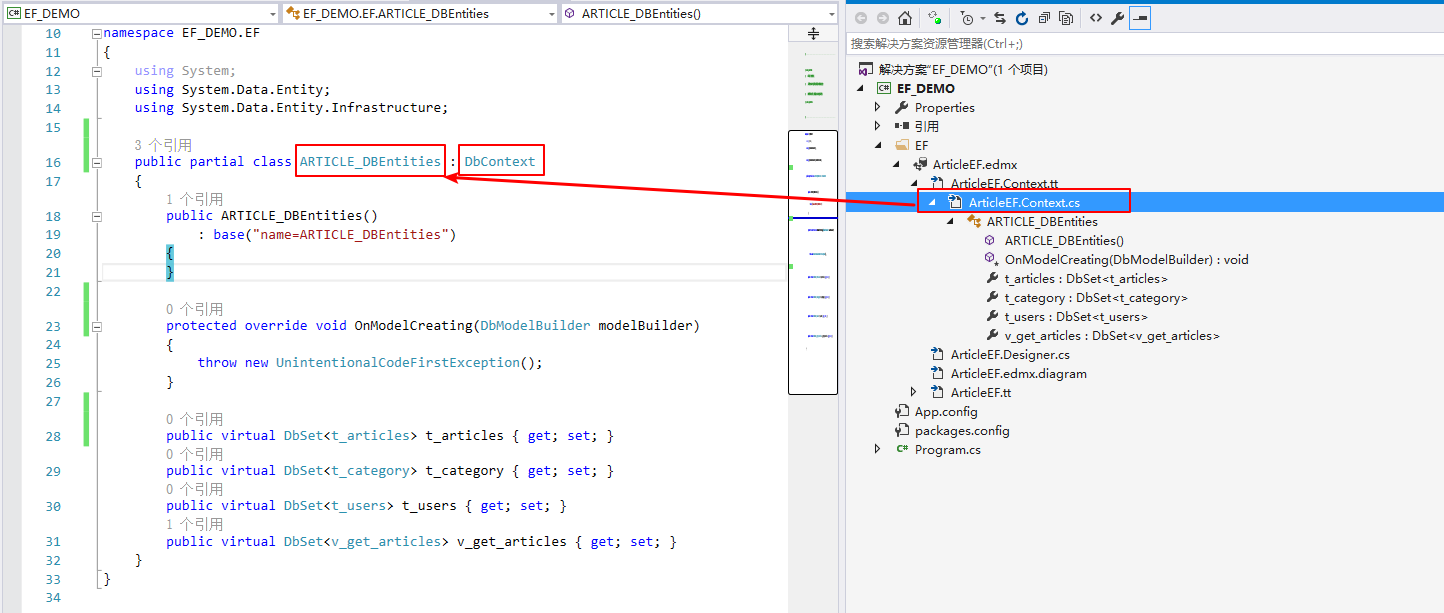 EF_DEMO
EF_DEMO.EF.ARTICLE_DBEntities
ARTICLE_DBEntities()
10 namespace EF_DEMO.EF
11 {
12 using System;
13 using System.Data.Entity;
14 using System.Data.Entity.Infrastructure;
15
3 个引用
16 public partial class ARTICLE_DBEntities : DbContext
17 {
1 个引用
18 public ARTICLE_DBEntities()
19 : base("name=ARTICLE_DBEntities")
20 {
21 }
22
0 个引用
23 protected override void OnModelCreating(DbModelBuilder modelBuilder)
24 {
25 throw new UnintentionalCodeFirstException();
26 }
27
0 个引用
28 public virtual DbSet<t_articles> t_articles { get; set; }
0 个引用
29 public virtual DbSet<t_category> t_category { get; set; }
0 个引用
30 public virtual DbSet<t_users> t_users { get; set; }
1 个引用
31 public virtual DbSet<v_get_articles> v_get_articles { get; set; }
32 }
33 }
34
搜索解决方案资源管理器(Ctrl+;)
解决方案"EF_DEMO"(1 个项目)
C# EF_DEMO
Properties
引用
EF
ArticleEF.edmx
ArticleEF.Context.tt
ArticleEF.Context.cs
ARTICLE_DBEntities
ARTICLE_DBEntities()
OnModelCreating(DbModelBuilder) : void
t_articles : DbSet<t_articles>
t_category : DbSet<t_category>
t_users : DbSet<t_users>
v_get_articles : DbSet<v_get_articles>
ArticleEF.Designer.cs
ArticleEF.edmx.diagram
ArticleEF.tt
App.config
packages.config
C# Program.cs